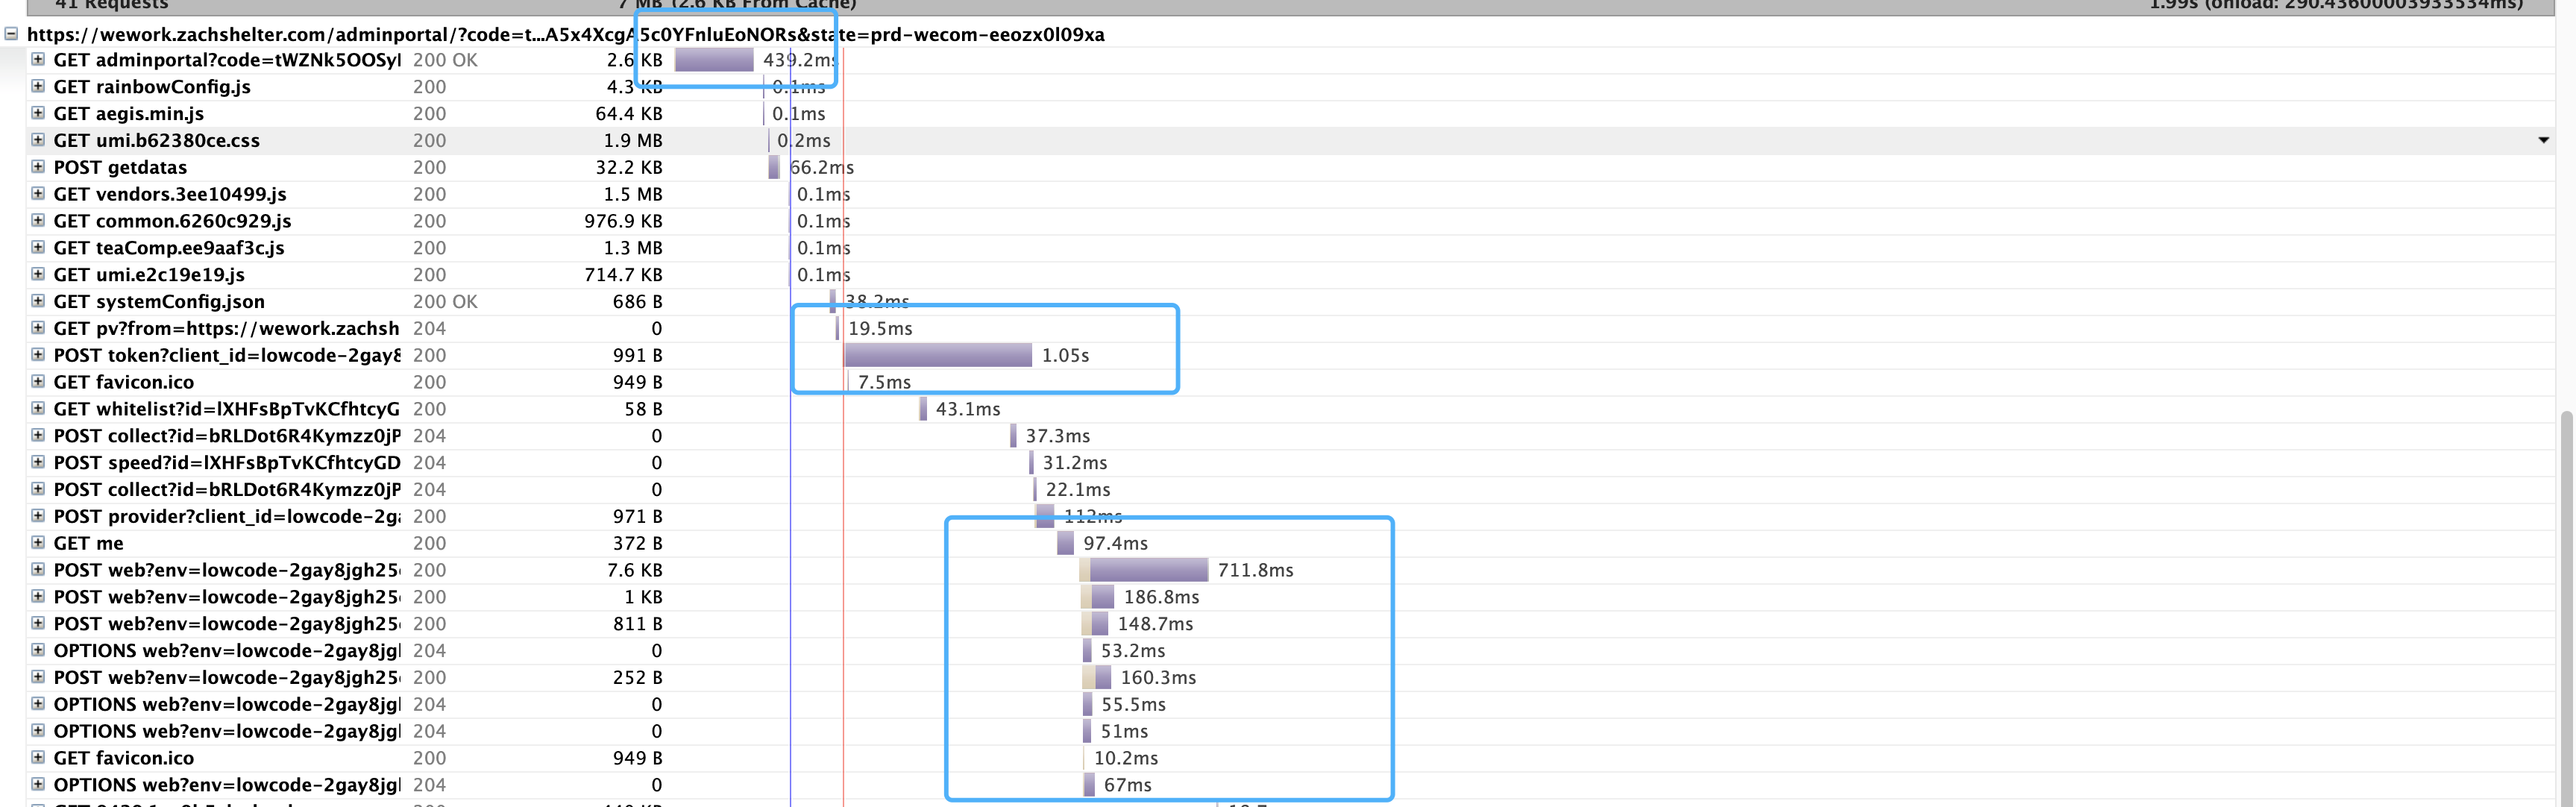 41 Requests 7 MB (2.6 KB From Cache) 1.99s (onload: 290.43600003933534ms)
https://wework.zachshelter.com/adminportal/?code=t...A5x4XcgA5c0YFnluEoNORs&state=prd-wecom-eeozx0l09xa
GET adminportal?code=tWZNk5OOSyl 200 OK 2.6 KB 439.2ms
GET rainbowConfig.js 200 4.3 KB 0.1ms
GET aegis.min.js 200 64.4 KB 0.1ms
GET umi.b62380ce.css 200 1.9 MB 0.2ms
POST getdatas 200 32.2 KB 66.2ms
GET vendors.3ee10499.js 200 1.5 MB 0.1ms
GET common.6260c929.js 200 976.9 KB 0.1ms
GET teaComp.ee9aaf3c.js 200 1.3 MB 0.1ms
GET umi.e2c19e19.js 200 714.7 KB 0.1ms
GET systemConfig.json 200 OK 686 B 38.2ms
GET pv?from=https://wework.zachsh 204 0 19.5ms
POST token?client_id=lowcode-2gay8 200 991 B 1.05s
GET favicon.ico 200 949 B 7.5ms
GET whitelist?id=lXHFsBpTvKCfhtcyG 200 58 B 43.1ms
POST collect?id=bRLDot6R4Kymzz0jP 204 0 37.3ms
POST speed?id=lXHFsBpTvKCfhtcyGD 204 0 31.2ms
POST collect?id=bRLDot6R4Kymzz0jP 204 0 22.1ms
POST provider?client_id=lowcode-2ga 200 971 B 112ms
GET me 200 372 B 97.4ms
POST web?env=lowcode-2gay8jgh25 200 7.6 KB 711.8ms
POST web?env=lowcode-2gay8jgh25 200 1 KB 186.8ms
POST web?env=lowcode-2gay8jgh25 200 811 B 148.7ms
OPTIONS web?env=lowcode-2gay8jgl 204 0 53.2ms
POST web?env=lowcode-2gay8jgh25 200 252 B 160.3ms
OPTIONS web?env=lowcode-2gay8jgl 204 0 55.5ms
OPTIONS web?env=lowcode-2gay8jgl 204 0 51ms
GET favicon.ico 200 949 B 10.2ms
OPTIONS web?env=lowcode-2gay8jgl 204 0 67ms